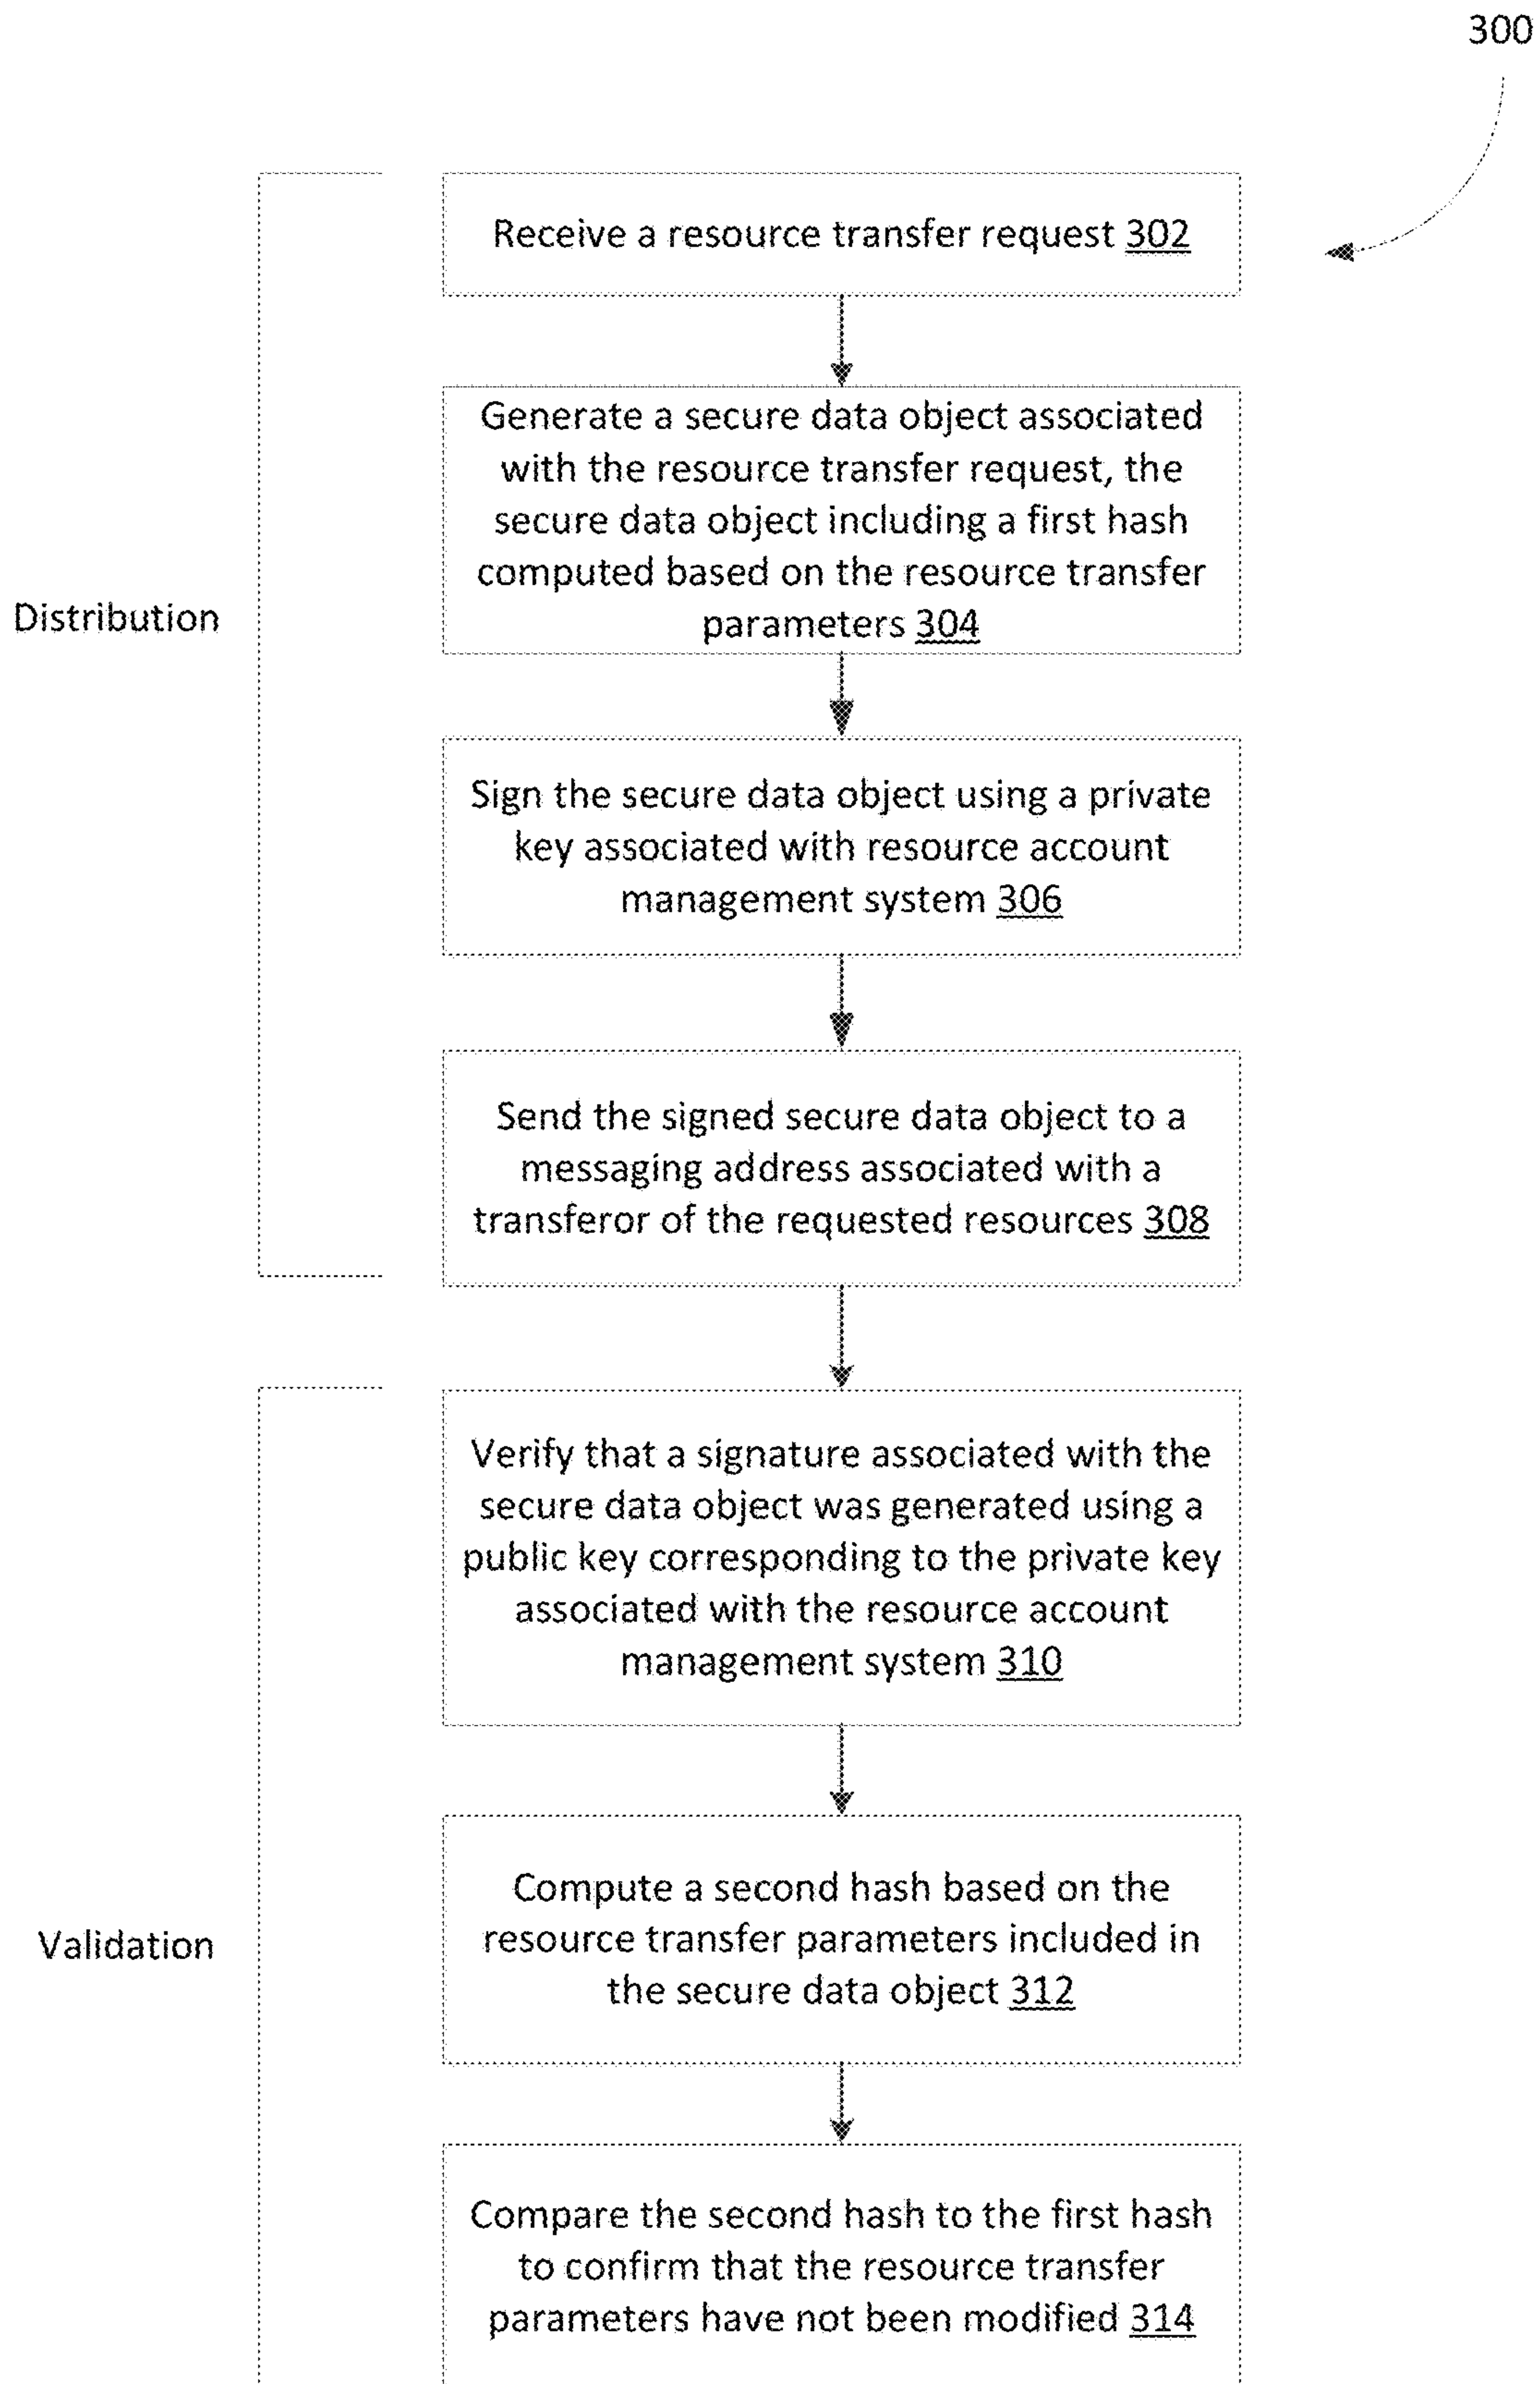 300
Receive a resource transfer request 302
Generate a secure data object associated
with the resource transfer request, the
secure data object including a first hash
computed based on the resource transfer
parameters 304
Distribution
Sign the secure data object using a private
key associated with resource account
management system 306
Send the signed secure data object to a
messaging address associated with a
transferor of the requested resources 308
Verify that a signature associated with the
secure data object was generated using a
public key corresponding to the private key
associated with the resource account
management system 310
Compute a second hash based on the
resource transfer parameters included in
the secure data object 312
Validation
Compare the second hash to the first hash
to confirm that the resource transfer
parameters have not been modified 314